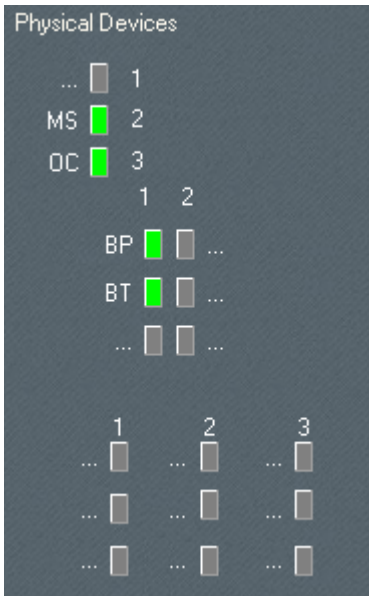 Physical Devices
... 1
MS 2
OC 3
1 2
BP ...
BT ...
... ...
1 2 3
... ... ...
... ... ...
... ... ...